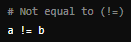 # Not equal to (!=)
a != b